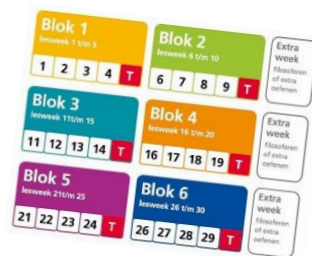 Blok 1
lesweek 1 t/m 5
1 2 3 4 T
Blok 2
lesweek 6 t/m 10
6 7 8 9 T
Extra
week
filosoferen
of extra
oefenen
Blok 3
lesweek 11t/m 15
11 12 13 14 T
Blok 4
lesweek 16 t/m 20
16 17 18 19 T
Extra
week
filosoferen
of extra
oefenen
Blok 5
lesweek 21t/m 25
21 22 23 24 T
Blok 6
lesweek 26 t/m 30
26 27 28 29 T
Extra
week
filosoferen
of extra
oefenen